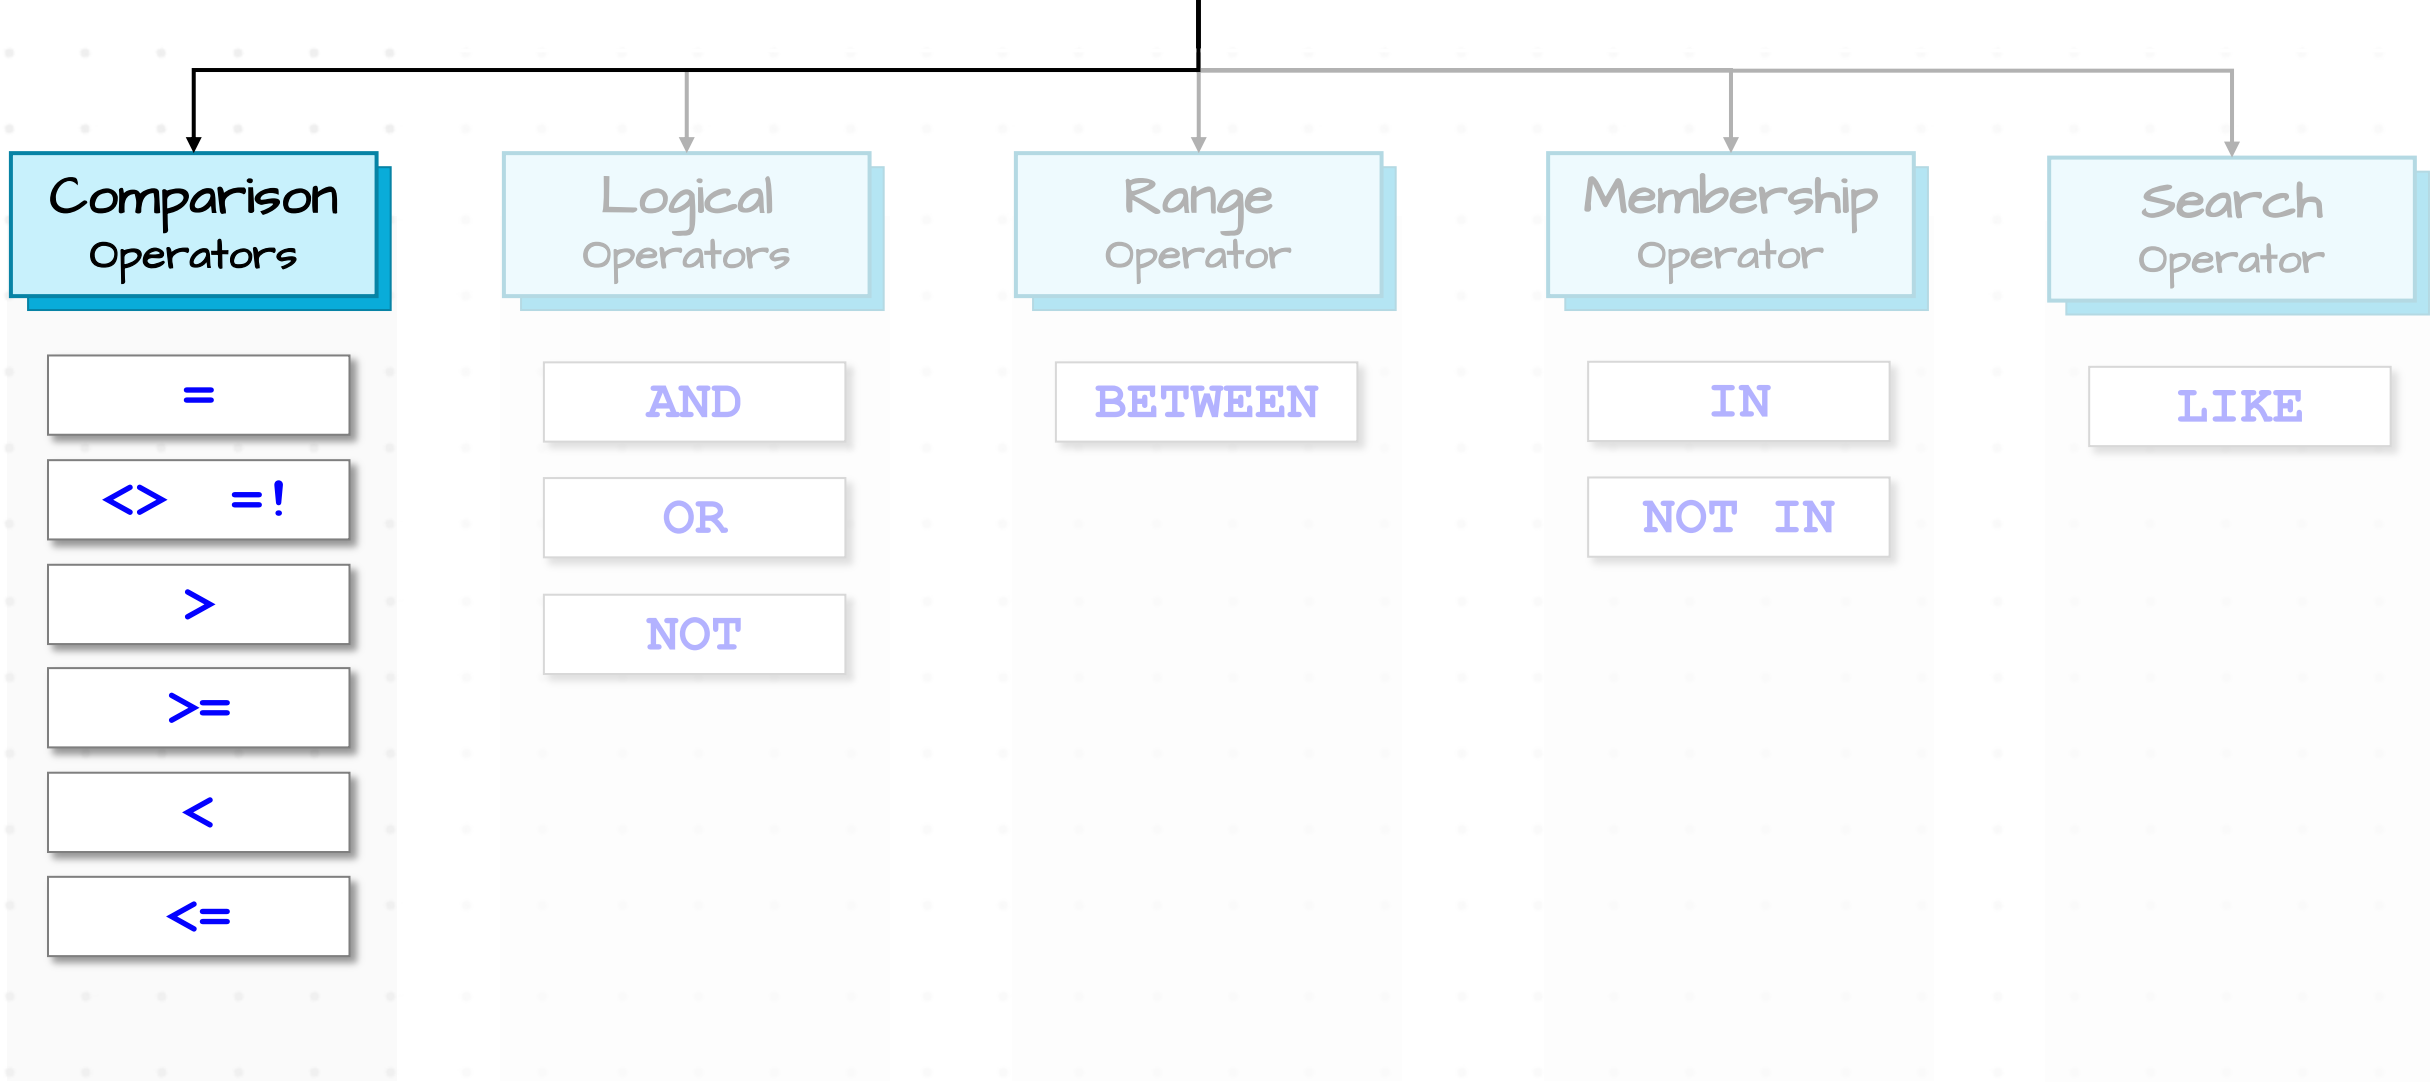 Comparison
Operators
=
<> =!
>
>=
<
<=
Logical
Operators
AND
OR
NOT
Range
Operator
BETWEEN
Membership
Operator
IN
NOT IN
Search
Operator
LIKE